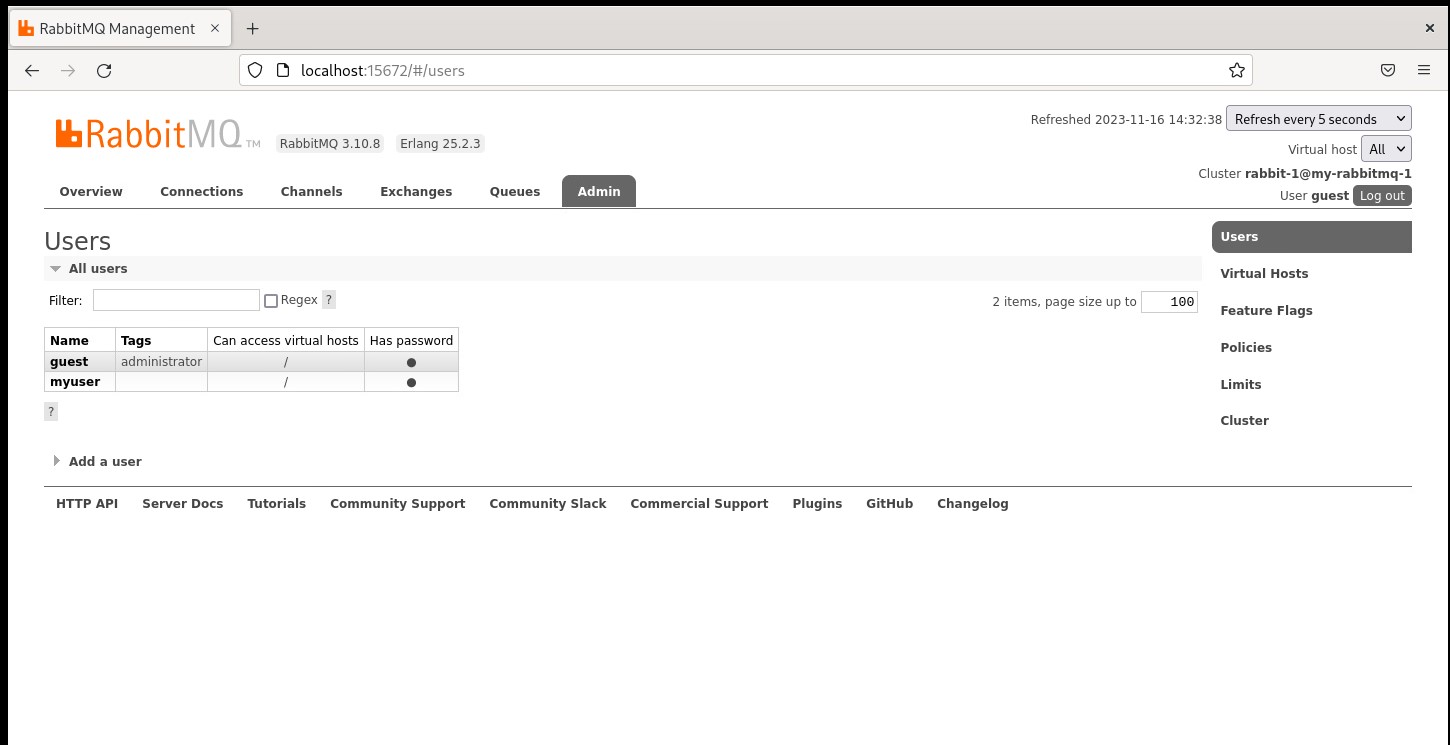 RabbitMQ Management
localhost:15672/#/users
RabbitMQ TM RabbitMQ 3.10.8 Erlang 25.2.3
Refreshed 2023-11-16 14:32:38 Refresh every 5 seconds
Virtual host All
Cluster rabbit-1@my-rabbitmq-1
User guest Log out
Overview Connections Channels Exchanges Queues Admin
Users
All users
Filter: Regex ? 2 items, page size up to 100
Name Tags Can access virtual hosts Has password
guest administrator / ●
myuser / ●
?
Add a user
Users
Virtual Hosts
Feature Flags
Policies
Limits
Cluster
HTTP API Server Docs Tutorials Community Support Community Slack Commercial Support Plugins GitHub Changelog